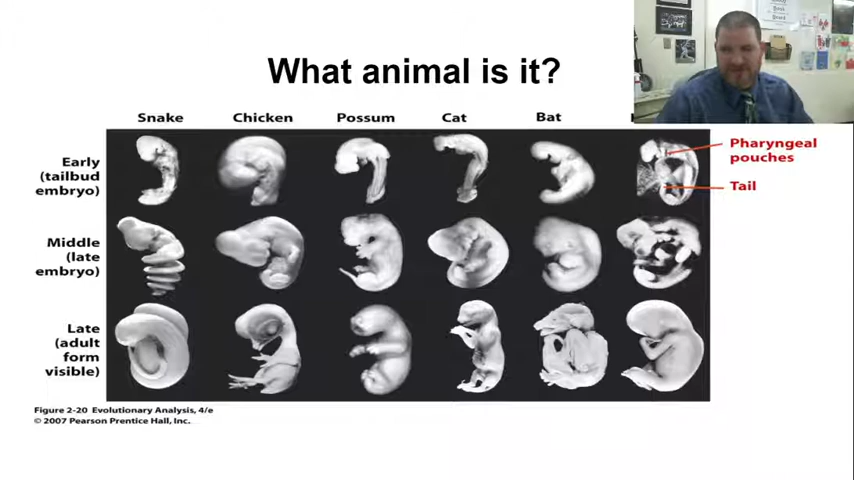 What animal is it?
Snake Chicken Possum Cat Bat
Early
(tailbud
embryo)
Pharyngeal
pouches
Tail
Middle
(late
embryo)
Late
(adult
form
visible)
Figure 2-20 Evolutionary Analysis, 4/e
© 2007 Pearson Prentice Hall, Inc.